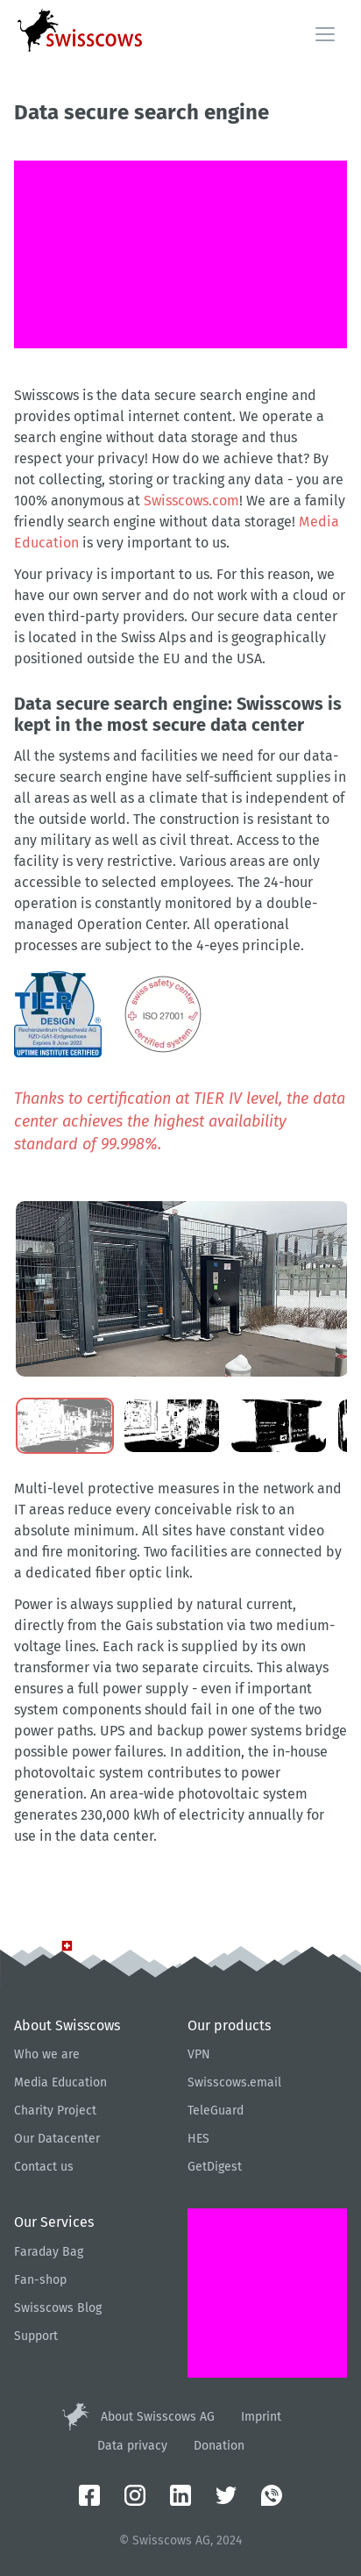 swisscows
Data secure search engine
Swisscows is the data secure search engine and
provides optimal internet content. We operate a
search engine without data storage and thus
respect your privacy! How do we achieve that? By
not collecting, storing or tracking any data - you are
100% anonymous at Swisscows.com! We are a family
friendly search engine without data storage! Media
Education is very important to us.
Your privacy is important to us. For this reason, we
have our own server and do not work with a cloud or
even third-party providers. Our secure data center
is located in the Swiss Alps and is geographically
positioned outside the EU and the USA.
Data secure search engine: Swisscows is
kept in the most secure data center
All the systems and facilities we need for our data-
secure search engine have self-sufficient supplies in
all areas as well as a climate that is independent of
the outside world. The construction is resistant to
any military as well as civil threat. Access to the
facility is very restrictive. Various areas are only
accessible to selected employees. The 24-hour
operation is constantly monitored by a double-
managed Operation Center. All operational
processes are subject to the 4-eyes principle.
TIER IV
DESIGN
Rechenzentrum Ostschweiz AG
RZO-GA1-Erdgeschoss
Expires 8 June 2022
UPTIME INSTITUTE CERTIFIED
swiss safety center
ISO 27001
certified system
Thanks to certification at TIER IV level, the data
center achieves the highest availability
standard of 99.998%.
Multi-level protective measures in the network and
IT areas reduce every conceivable risk to an
absolute minimum. All sites have constant video
and fire monitoring. Two facilities are connected by
a dedicated fiber optic link.
Power is always supplied by natural current,
directly from the Gais substation via two medium-
voltage lines. Each rack is supplied by its own
transformer via two separate circuits. This always
ensures a full power supply - even if important
system components should fail in one of the two
power paths. UPS and backup power systems bridge
possible power failures. In addition, the in-house
photovoltaic system contributes to power
generation. An area-wide photovoltaic system
generates 230,000 kWh of electricity annually for
use in the data center.
About Swisscows
Who we are
Media Education
Charity Project
Our Datacenter
Contact us
Our products
VPN
Swisscows.email
TeleGuard
HES
GetDigest
Our Services
Faraday Bag
Fan-shop
Swisscows Blog
Support
About Swisscows AG Imprint
Data privacy Donation
© Swisscows AG, 2024